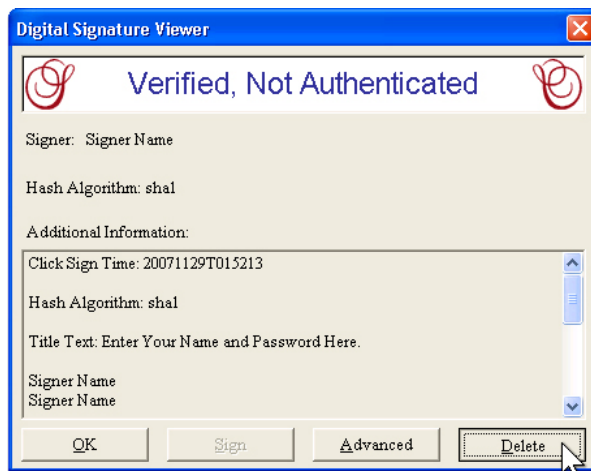 Digital Signature Viewer
Verified, Not Authenticated
Signer: Signer Name
Hash Algorithm: sha1
Additional Information:
Click Sign Time: 20071129T015213
Hash Algorithm: sha1
Title Text: Enter Your Name and Password Here.
Signer Name
Signer Name
OK Sign Advanced Delete